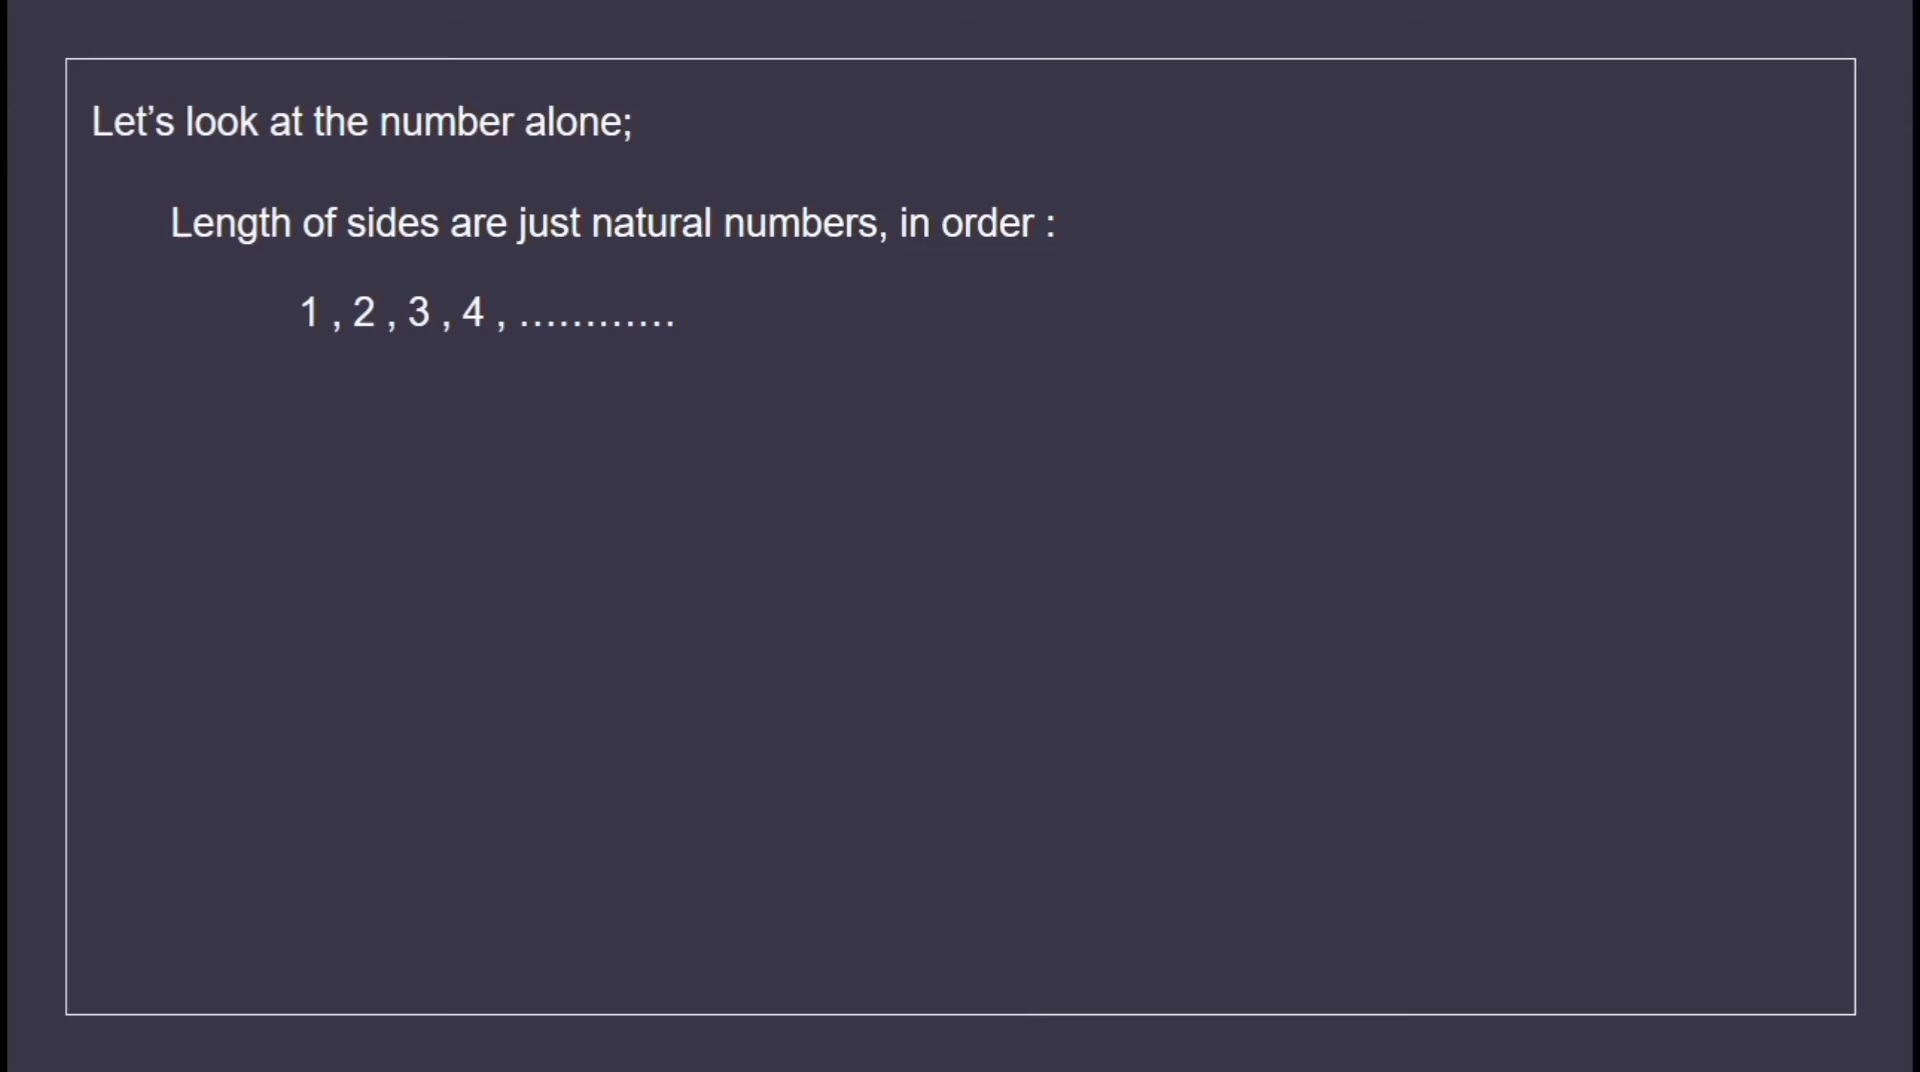 Let’s look at the number alone;
Length of sides are just natural numbers, in order :
1 , 2 , 3 , 4 , ............